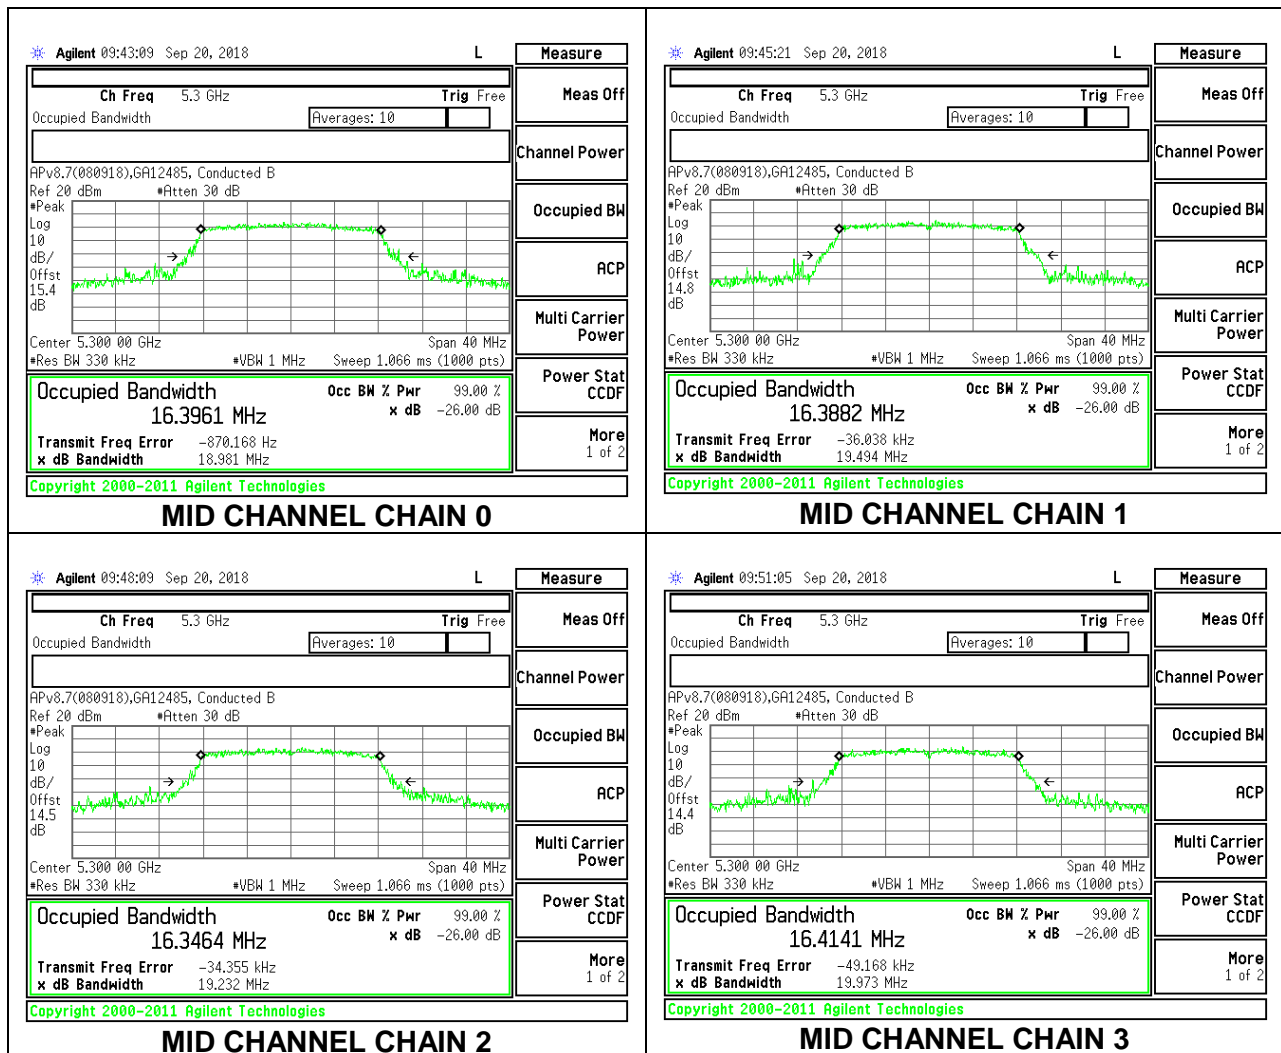 Agilent 09:43:09 Sep 20, 2018 L Measure
Ch Freq 5.3 GHz Trig Free
Meas Off
Occupied Bandwidth Averages: 10
Channel Power
APv8.7(080918),GA12485, Conducted B
Ref 20 dBm #Atten 30 dB
#Peak
Log
10
dB/
Offst
15.4
dB
Occupied BW
ACP
Multi Carrier
Power
Center 5.300 00 GHz Span 40 MHz
#Res BW 330 kHz #VBW 1 MHz Sweep 1.066 ms (1000 pts)
Power Stat
CCDF
Occupied Bandwidth Occ BW % Pwr 99.00 %
16.3961 MHz x dB -26.00 dB
More
1 of 2
Transmit Freq Error -870.168 Hz
x dB Bandwidth 18.981 MHz
Copyright 2000-2011 Agilent Technologies
MID CHANNEL CHAIN 0
Agilent 09:45:21 Sep 20, 2018 L Measure
Ch Freq 5.3 GHz Trig Free
Meas Off
Occupied Bandwidth Averages: 10
Channel Power
APv8.7(080918),GA12485, Conducted B
Ref 20 dBm #Atten 30 dB
#Peak
Log
10
dB/
Offst
14.8
dB
Occupied BW
ACP
Multi Carrier
Power
Center 5.300 00 GHz Span 40 MHz
#Res BW 330 kHz #VBW 1 MHz Sweep 1.066 ms (1000 pts)
Power Stat
CCDF
Occupied Bandwidth Occ BW % Pwr 99.00 %
16.3882 MHz x dB -26.00 dB
More
1 of 2
Transmit Freq Error -36.038 kHz
x dB Bandwidth 19.494 MHz
Copyright 2000-2011 Agilent Technologies
MID CHANNEL CHAIN 1
Agilent 09:48:09 Sep 20, 2018 L Measure
Ch Freq 5.3 GHz Trig Free
Meas Off
Occupied Bandwidth Averages: 10
Channel Power
APv8.7(080918),GA12485, Conducted B
Ref 20 dBm #Atten 30 dB
#Peak
Log
10
dB/
Offst
14.5
dB
Occupied BW
ACP
Multi Carrier
Power
Center 5.300 00 GHz Span 40 MHz
#Res BW 330 kHz #VBW 1 MHz Sweep 1.066 ms (1000 pts)
Power Stat
CCDF
Occupied Bandwidth Occ BW % Pwr 99.00 %
16.3464 MHz x dB -26.00 dB
More
1 of 2
Transmit Freq Error -34.355 kHz
x dB Bandwidth 19.232 MHz
Copyright 2000-2011 Agilent Technologies
MID CHANNEL CHAIN 2
Agilent 09:51:05 Sep 20, 2018 L Measure
Ch Freq 5.3 GHz Trig Free
Meas Off
Occupied Bandwidth Averages: 10
Channel Power
APv8.7(080918),GA12485, Conducted B
Ref 20 dBm #Atten 30 dB
#Peak
Log
10
dB/
Offst
14.4
dB
Occupied BW
ACP
Multi Carrier
Power
Center 5.300 00 GHz Span 40 MHz
#Res BW 330 kHz #VBW 1 MHz Sweep 1.066 ms (1000 pts)
Power Stat
CCDF
Occupied Bandwidth Occ BW % Pwr 99.00 %
16.4141 MHz x dB -26.00 dB
More
1 of 2
Transmit Freq Error -49.168 kHz
x dB Bandwidth 19.973 MHz
Copyright 2000-2011 Agilent Technologies
MID CHANNEL CHAIN 3